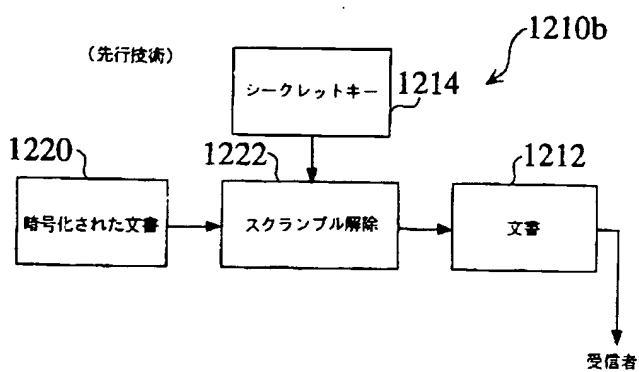 1210b
(先行技術)
シークレットキー
1214
1220
1222
1212
暗号化された文書
スクランブル解除
文書
受信者